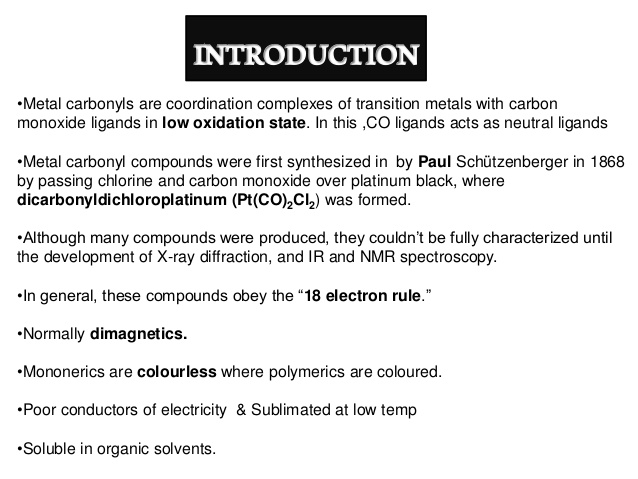 INTRODUCTION
•Metal carbonyls are coordination complexes of transition metals with carbon
monoxide ligands in low oxidation state. In this ,CO ligands acts as neutral ligands
•Metal carbonyl compounds were first synthesized in  by Paul Schützenberger in 1868
by passing chlorine and carbon monoxide over platinum black, where
dicarbonyldichloroplatinum (Pt(CO)₂Cl₂) was formed.
•Although many compounds were produced, they couldn’t be fully characterized until
the development of X-ray diffraction, and IR and NMR spectroscopy.
•In general, these compounds obey the “18 electron rule.”
•Normally dimagnetics.
•Mononerics are colourless where polymerics are coloured.
•Poor conductors of electricity  & Sublimated at low temp
•Soluble in organic solvents.